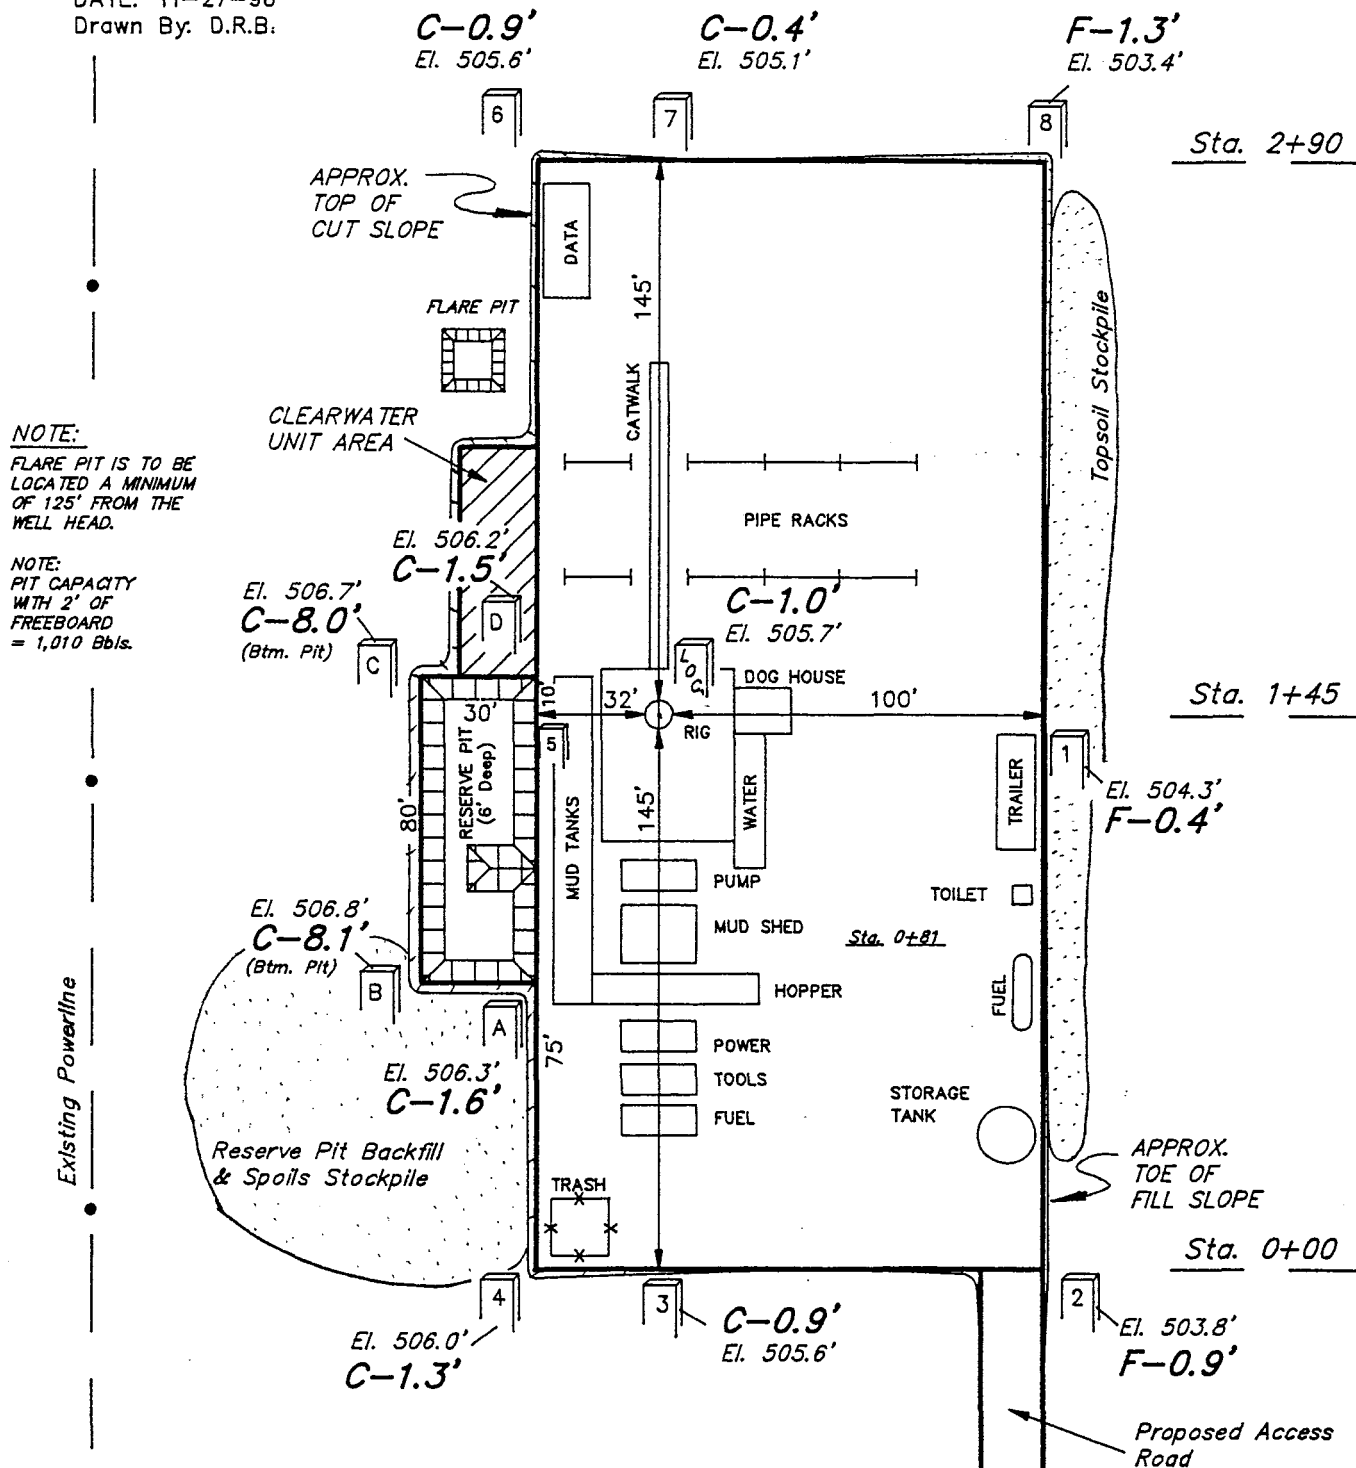 DATE: 11-27-96
Drawn By: D.R.B.
C-0.9'
El. 505.6'
C-0.4'
El. 505.1'
F-1.3'
El. 503.4'
6
7
8
Sta. 2+90
APPROX.
TOP OF
CUT SLOPE
DATA
145'
FLARE PIT
Topsoil Stockpile
CATWALK
CLEARWATER
UNIT AREA
NOTE:
FLARE PIT IS TO BE
LOCATED A MINIMUM
OF 125' FROM THE
WELL HEAD.
PIPE RACKS
El. 506.2'
C-1.5'
NOTE:
PIT CAPACITY
WITH 2' OF
FREEBOARD
= 1,010 Bbls.
El. 506.7'
C-8.0'
(Btm. Pit)
C
D
C-1.0'
El. 505.7'
LOC.
DOG HOUSE
10'
32'
100'
Sta. 1+45
30'
RIG
5
1
RESERVE PIT
(6' Deep)
80'
MUD TANKS
145'
WATER
TRAILER
El. 504.3'
F-0.4'
PUMP
TOILET
El. 506.8'
C-8.1'
(Btm. Pit)
MUD SHED
Sta. 0+81
B
HOPPER
FUEL
Existing Powerline
A
75'
POWER
El. 506.3'
C-1.6'
TOOLS
FUEL
STORAGE
TANK
Reserve Pit Backfill
& Spoils Stockpile
APPROX.
TOE OF
FILL SLOPE
TRASH
Sta. 0+00
4
3
2
C-0.9'
El. 505.6'
El. 506.0'
C-1.3'
El. 503.8'
F-0.9'
Proposed Access
Road